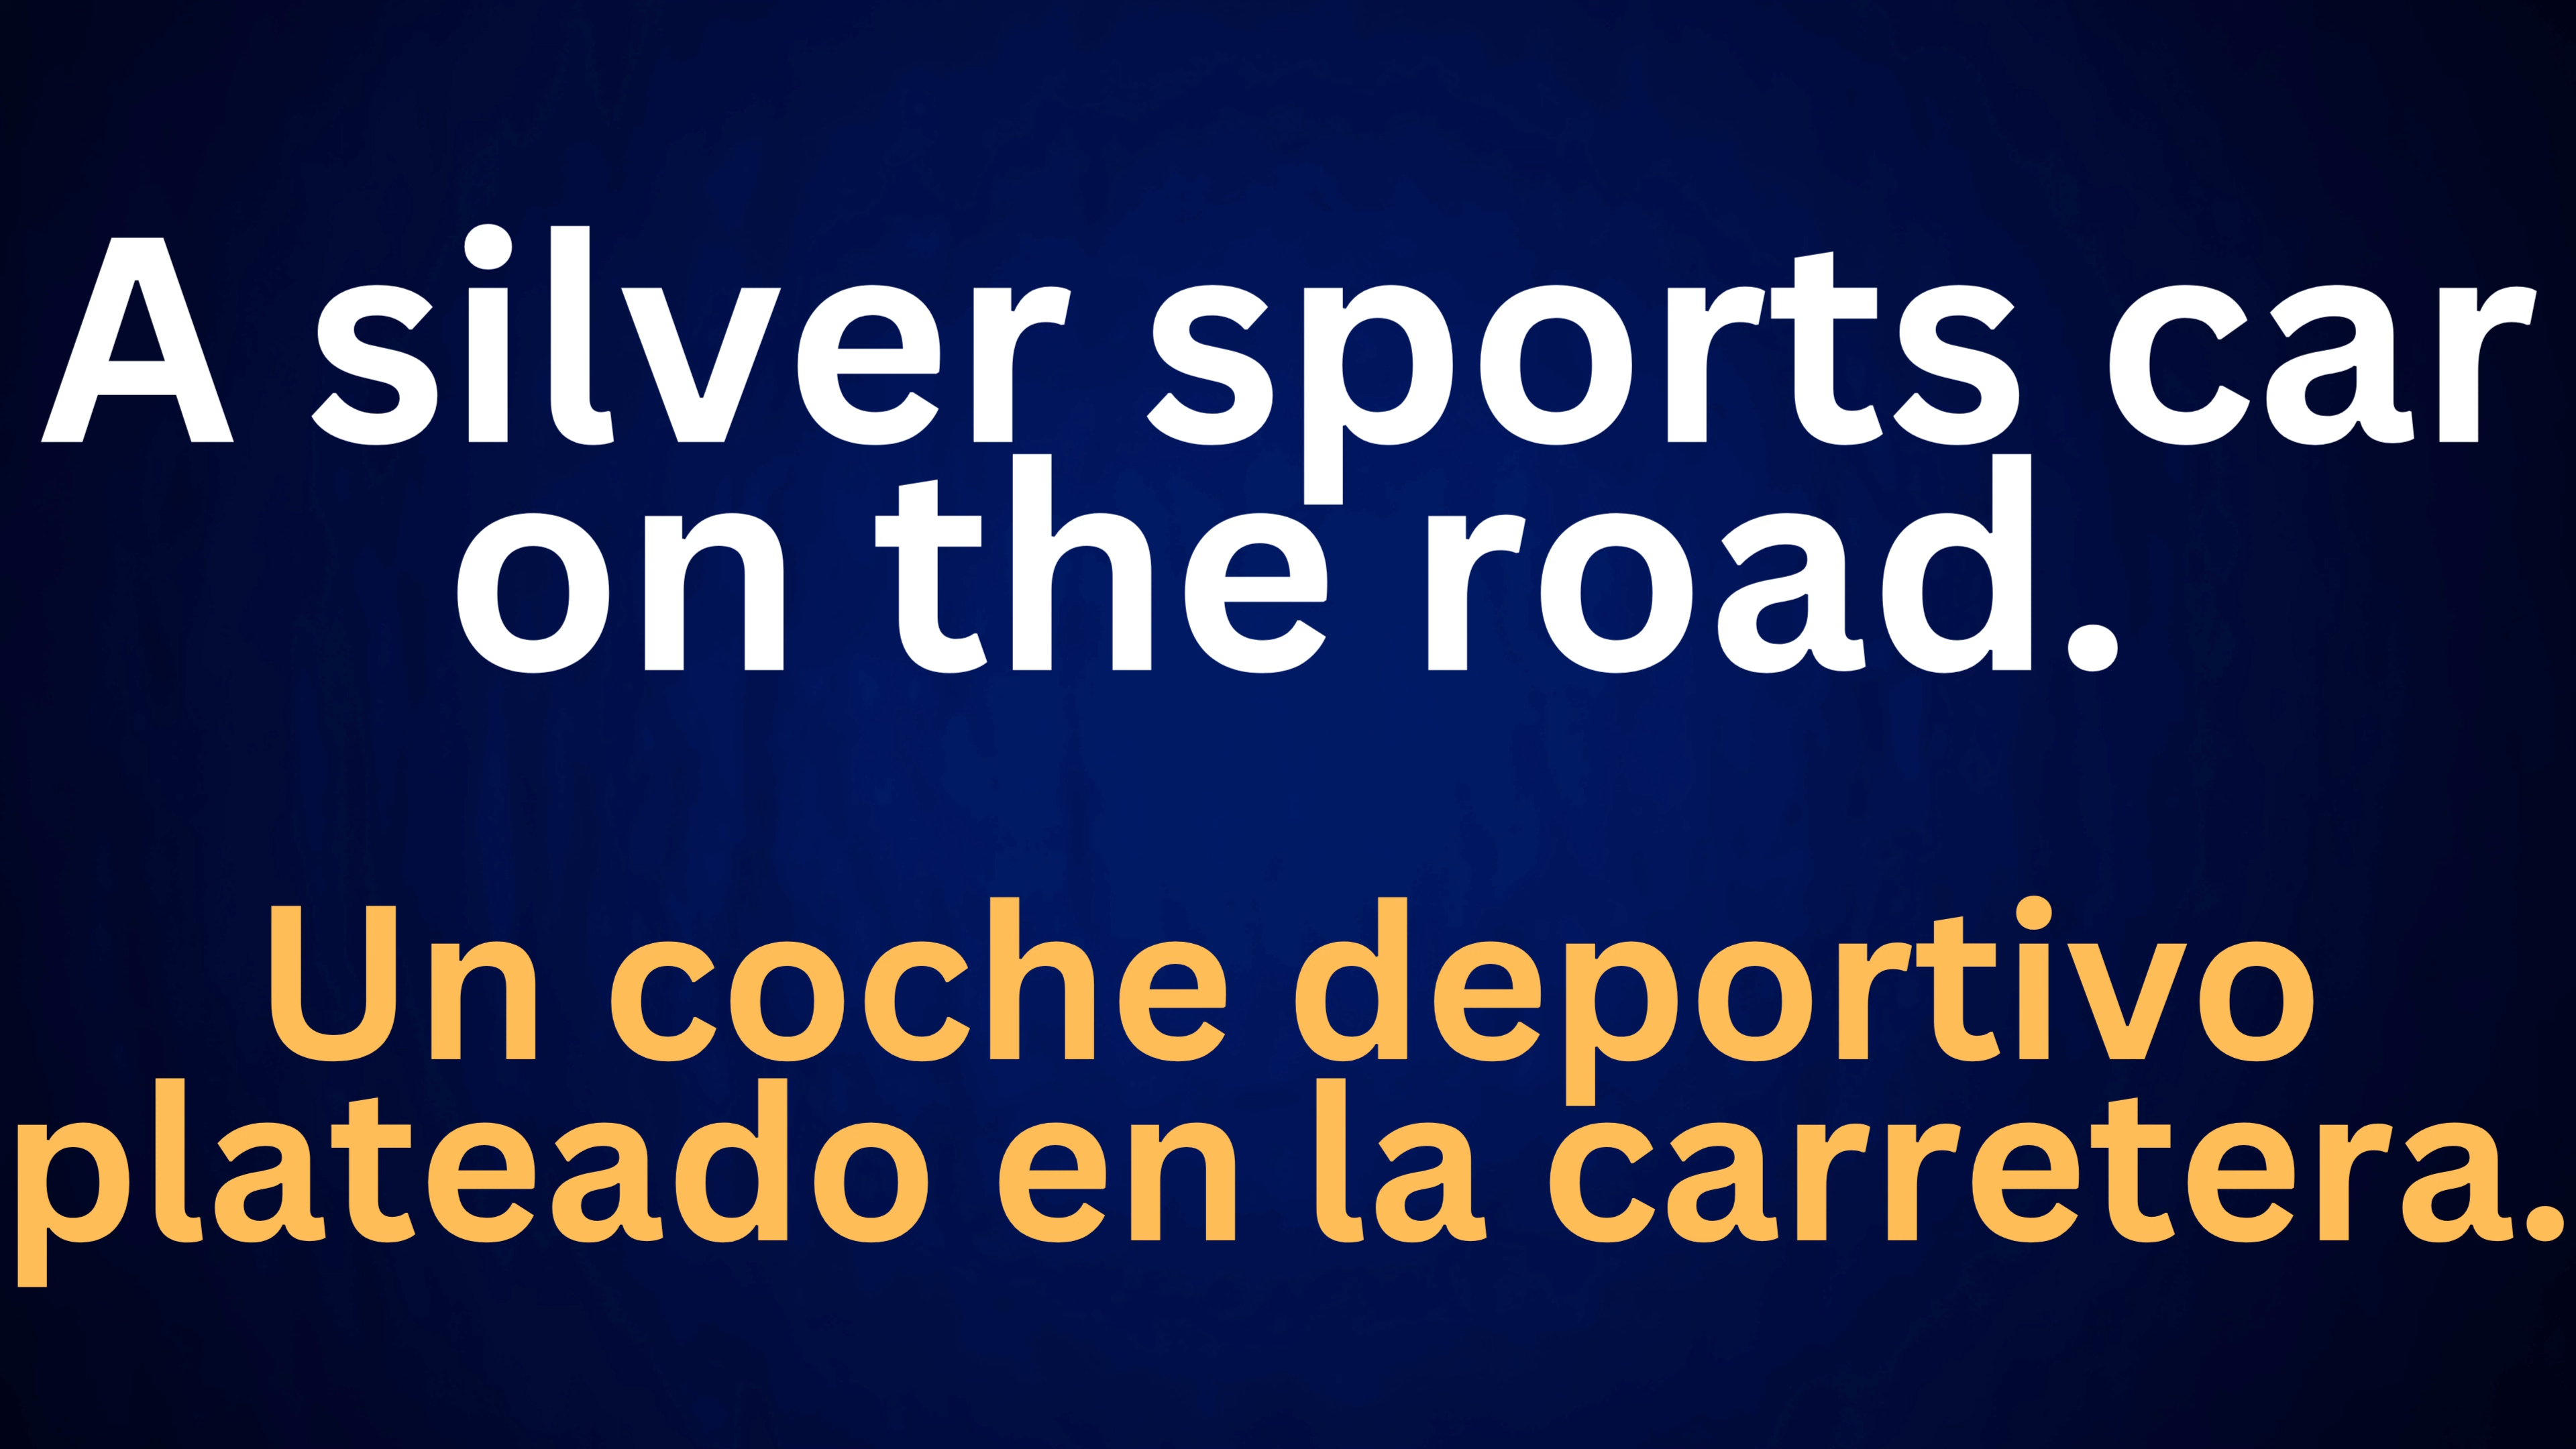 A silver sports car
on the road.
Un coche deportivo
plateado en la carretera.